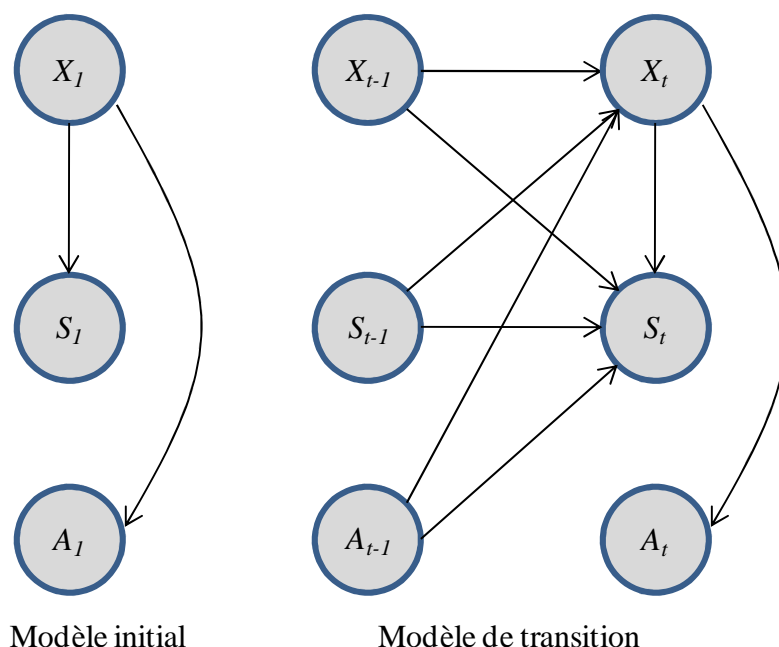 X1 Xt-1 Xt
S1 St-1 St
A1 At-1 At
Modèle initial Modèle de transition